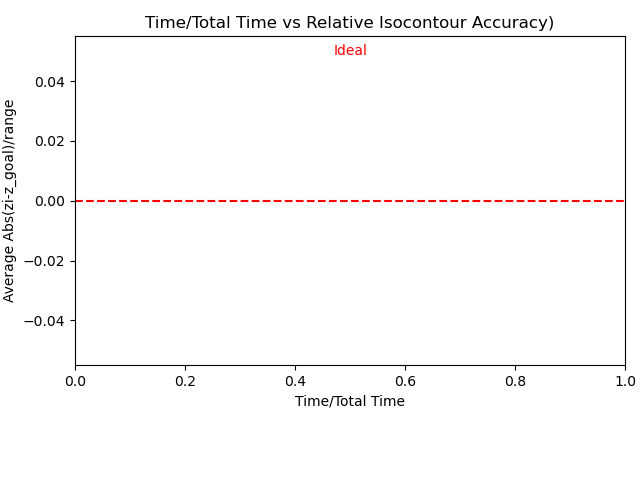 Time/Total Time vs Relative Isocontour Accuracy)
Ideal
Average Abs(zi-z_goal)/range
0.04
0.02
0.00
−0.02
−0.04
0.0 0.2 0.4 0.6 0.8 1.0
Time/Total Time